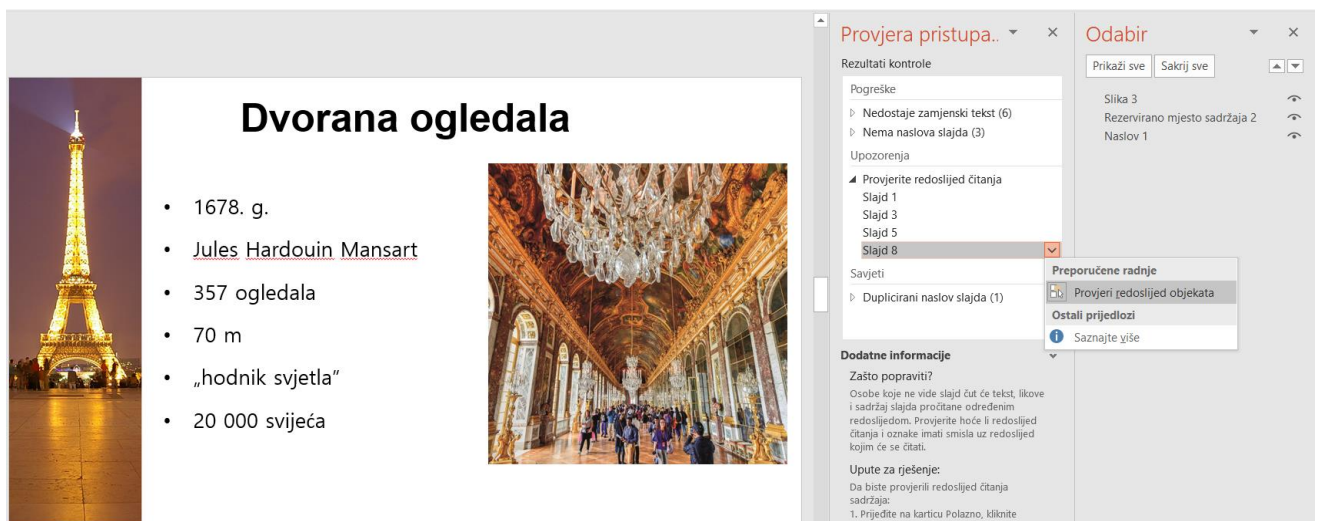 Dvorana ogledala
• 1678. g.
• Jules Hardouin Mansart
• 357 ogledala
• 70 m
• „hodnik svjetla“
• 20 000 svijeća
Provjera pristupa..
Rezultati kontrole
Pogreške
Nedostaje zamjenski tekst (6)
Nema naslova slajda (3)
Upozorenja
Provjerite redoslijed čitanja
Slajd 1
Slajd 3
Slajd 5
Slajd 8
Savjeti
Duplicirani naslov slajda (1)
Preporučene radnje
Provjeri redoslijed objekata
Ostali prijedlozi
Saznajte više
Dodatne informacije
Zašto popraviti?
Osobe koje ne vide slajd čut će tekst, likove
i sadržaj slajda pročitane određenim
redoslijedom. Provjerite hoće li redoslijed
čitanja i oznake imati smisla uz redoslijed
kojim će se čitati.
Upute za rješenje:
Da biste provjerili redoslijed čitanja
sadržaja:
1. Prijeđite na karticu Polazno, kliknite
Odabir
Prikaži sve Sakrij sve
Slika 3
Rezervirano mjesto sadržaja 2
Naslov 1